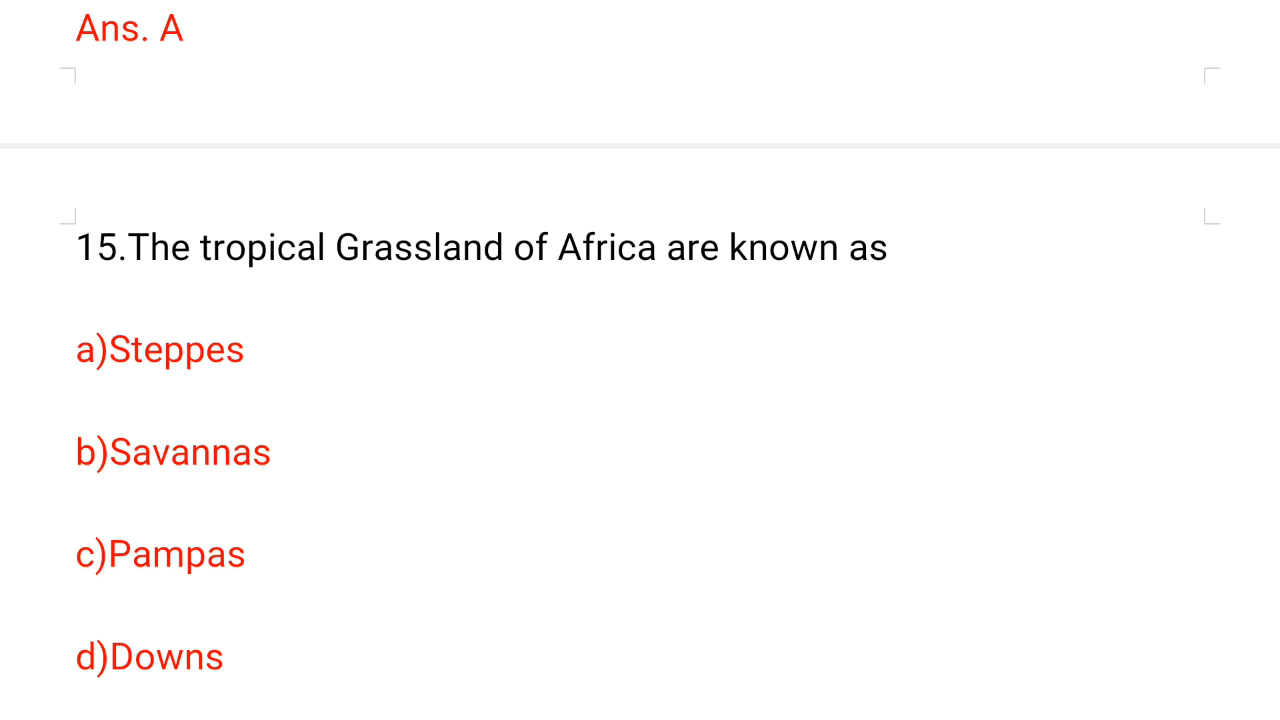 Ans. A
15.The tropical Grassland of Africa are known as
a)Steppes
b)Savannas
c)Pampas
d)Downs